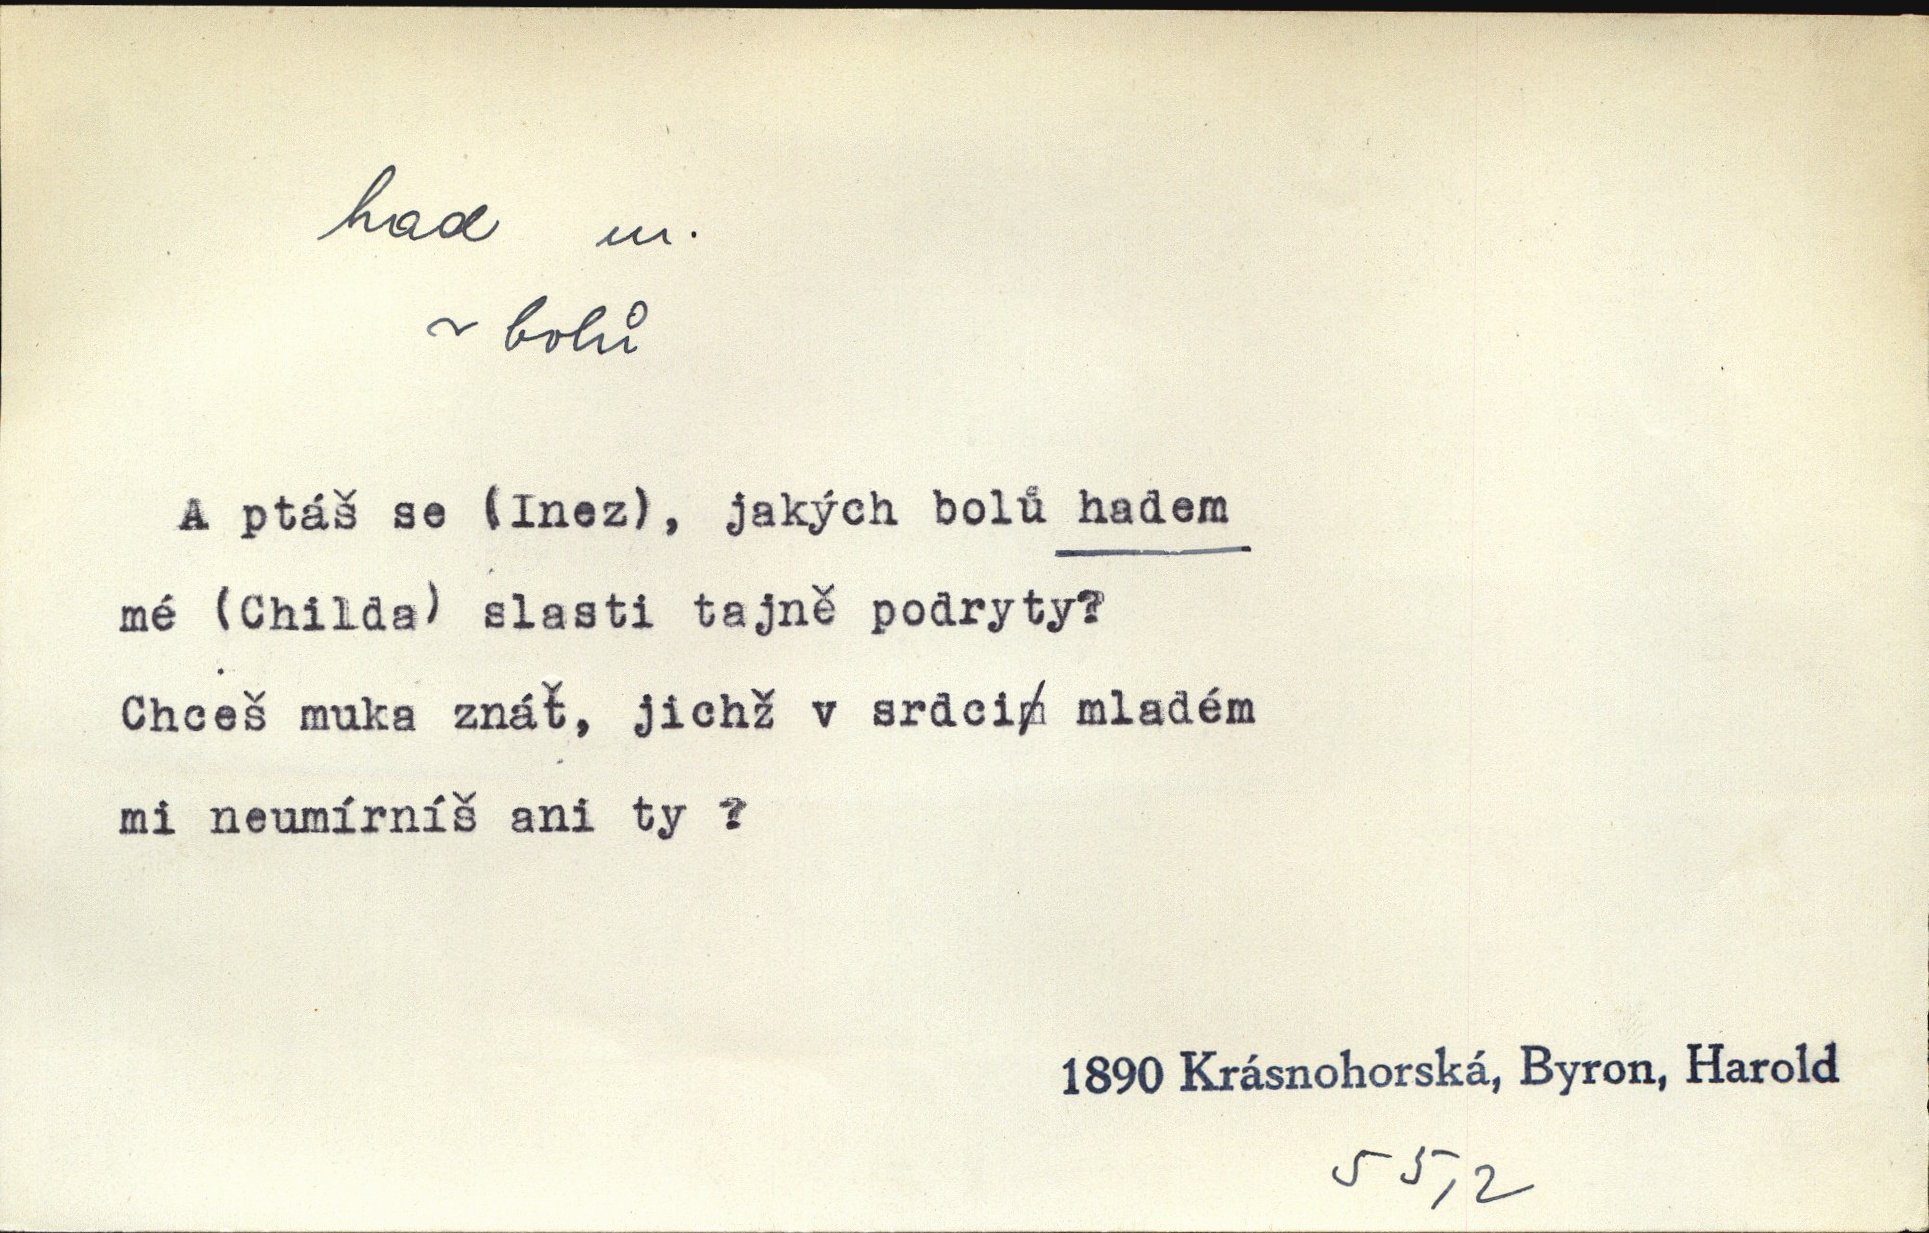 had m.
~ bolů
A ptáš se (Inez), jakých bolů hadem
mé (Childa) slasti tajně podryty?
Chceš muka znáť, jichž v srdci mladém
mi neumírníš ani ty ?
1890 Krásnohorská, Byron, Harold
55,2